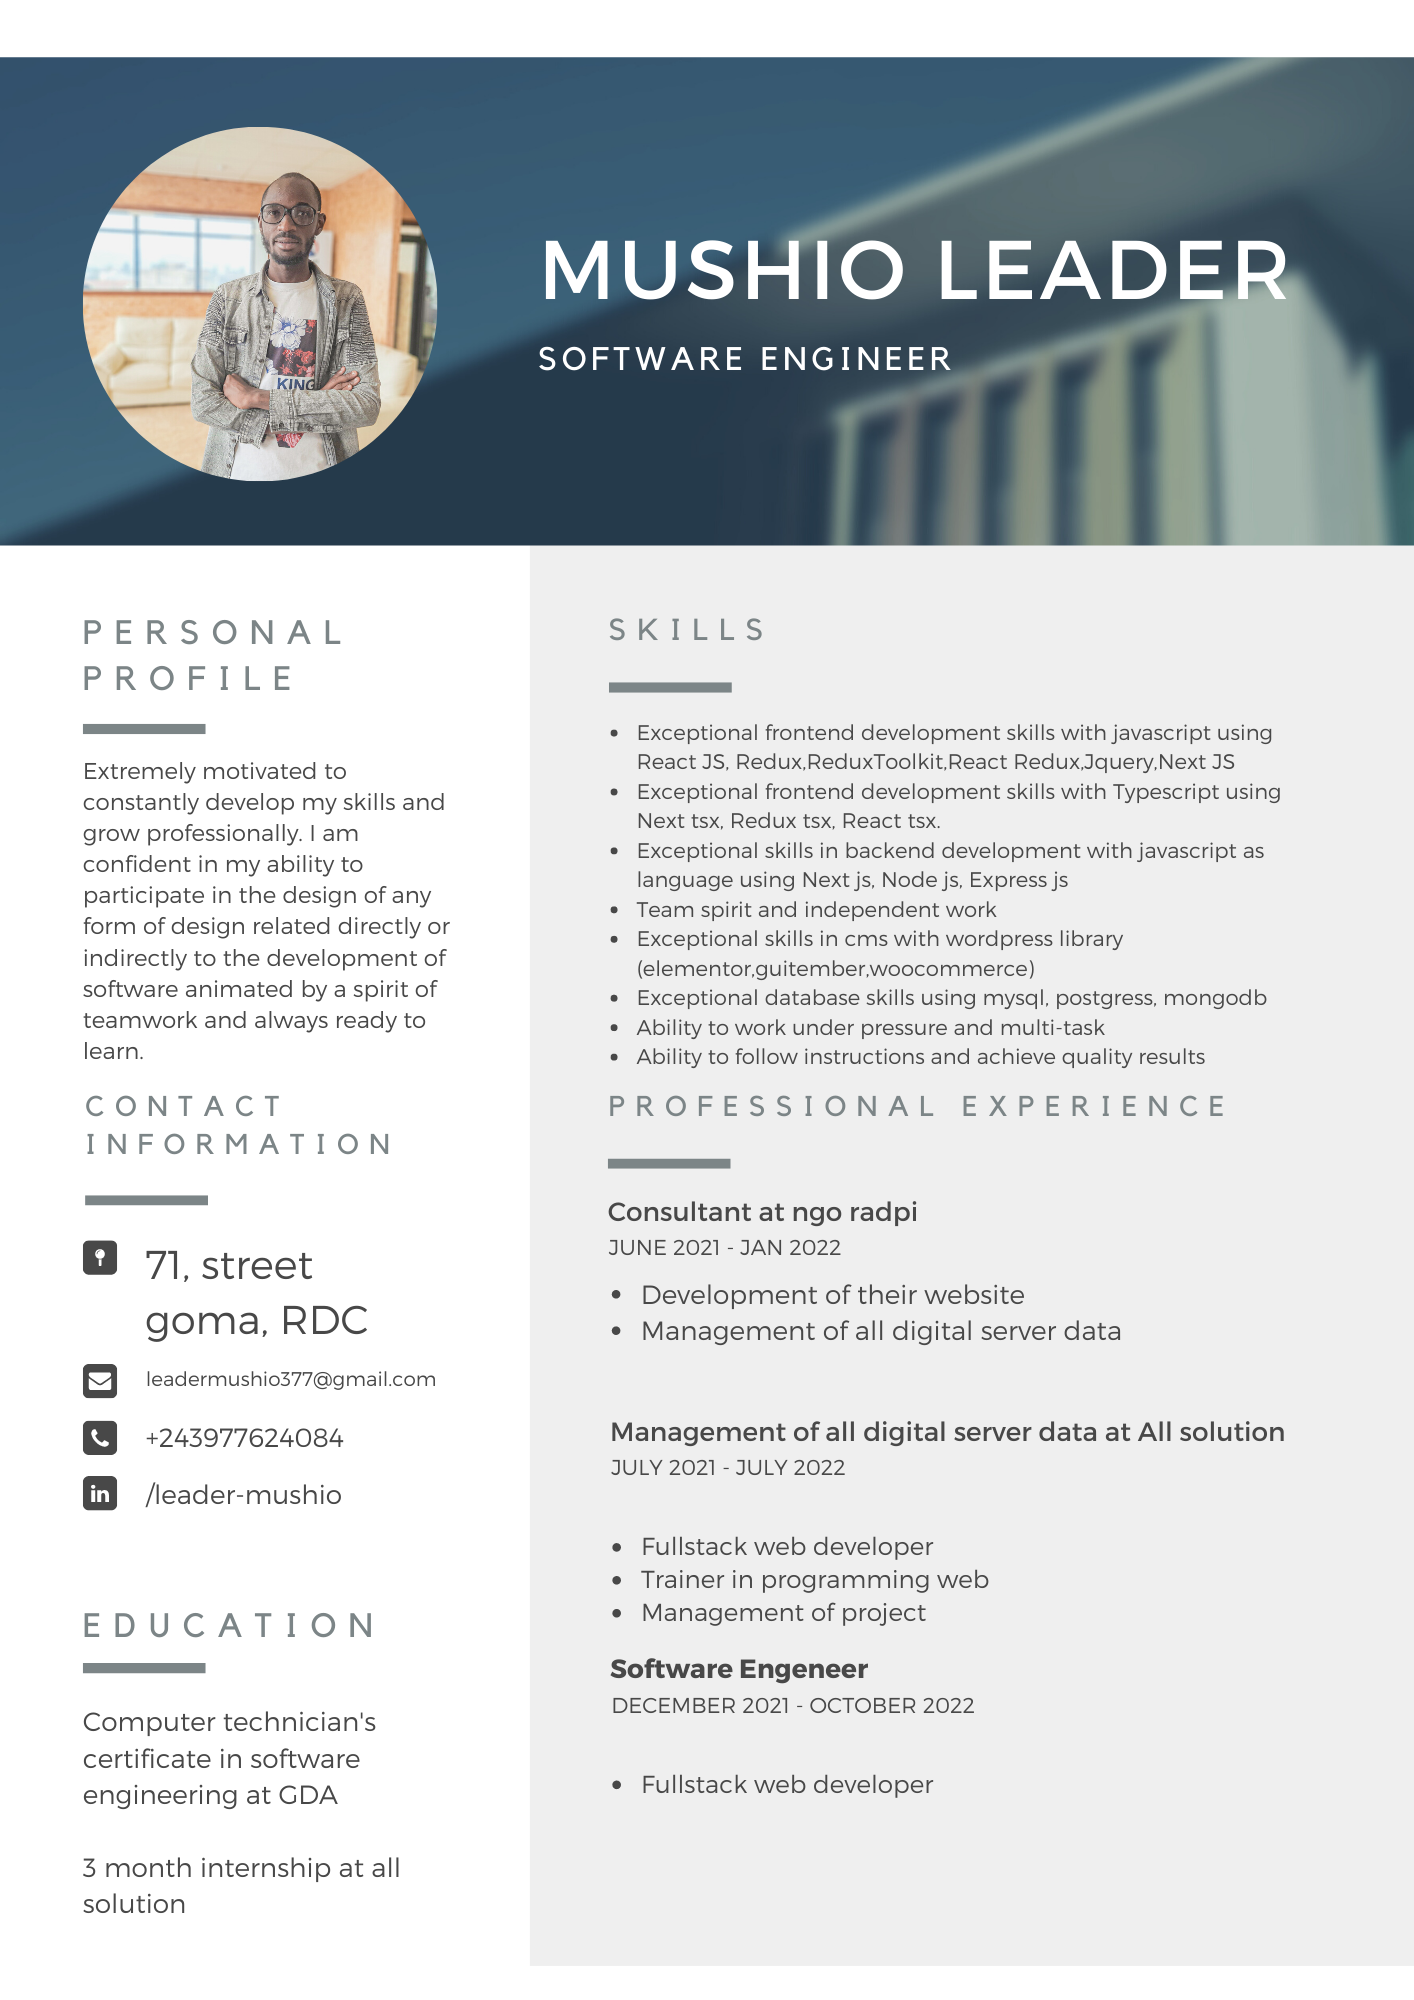 MUSHIO LEADER
SOFTWARE ENGINEER
KING
PERSONAL
PROFILE
Extremely motivated to
constantly develop my skills and
grow professionally. I am
confident in my ability to
participate in the design of any
form of design related directly or
indirectly to the development of
software animated by a spirit of
teamwork and always ready to
learn.
CONTACT
INFORMATION
71, street
goma, RDC
leadermushio377@gmail.com
+243977624084
in /leader-mushio
EDUCATION
Computer technician's
certificate in software
engineering at GDA
3 month internship at all
solution
SKILLS
• Exceptional frontend development skills with javascript using
React JS, Redux,ReduxToolkit,React Redux,Jquery,Next JS
• Exceptional frontend development skills with Typescript using
Next tsx, Redux tsx, React tsx.
• Exceptional skills in backend development with javascript as
language using Next js, Node js, Express js
• Team spirit and independent work
• Exceptional skills in cms with wordpress library
(elementor,guitember,woocommerce)
• Exceptional database skills using mysql, postgress, mongodb
• Ability to work under pressure and multi-task
• Ability to follow instructions and achieve quality results
PROFESSIONAL EXPERIENCE
Consultant at ngo radpi
JUNE 2021 - JAN 2022
• Development of their website
• Management of all digital server data
Management of all digital server data at All solution
JULY 2021 - JULY 2022
• Fullstack web developer
• Trainer in programming web
• Management of project
Software Engeneer
DECEMBER 2021 - OCTOBER 2022
• Fullstack web developer